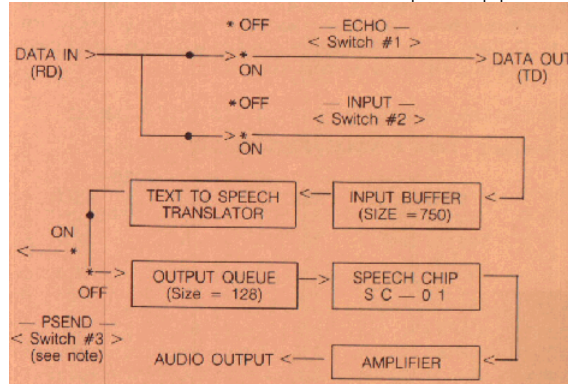 * OFF
— ECHO —
< Switch #1 >
DATA IN >
(RD)
> *
ON
> DATA OUT
(TD)
*OFF
— INPUT —
< Switch #2 >
> *
ON
TEXT TO SPEECH
TRANSLATOR
<
INPUT BUFFER
(SIZE = 750)
<
ON
< *
* >
OFF
OUTPUT QUEUE
(Size = 128)
>
SPEECH CHIP
S C — 0 1
— PSEND —
< Switch #3 >
(see note)
AUDIO OUTPUT <
AMPLIFIER
<